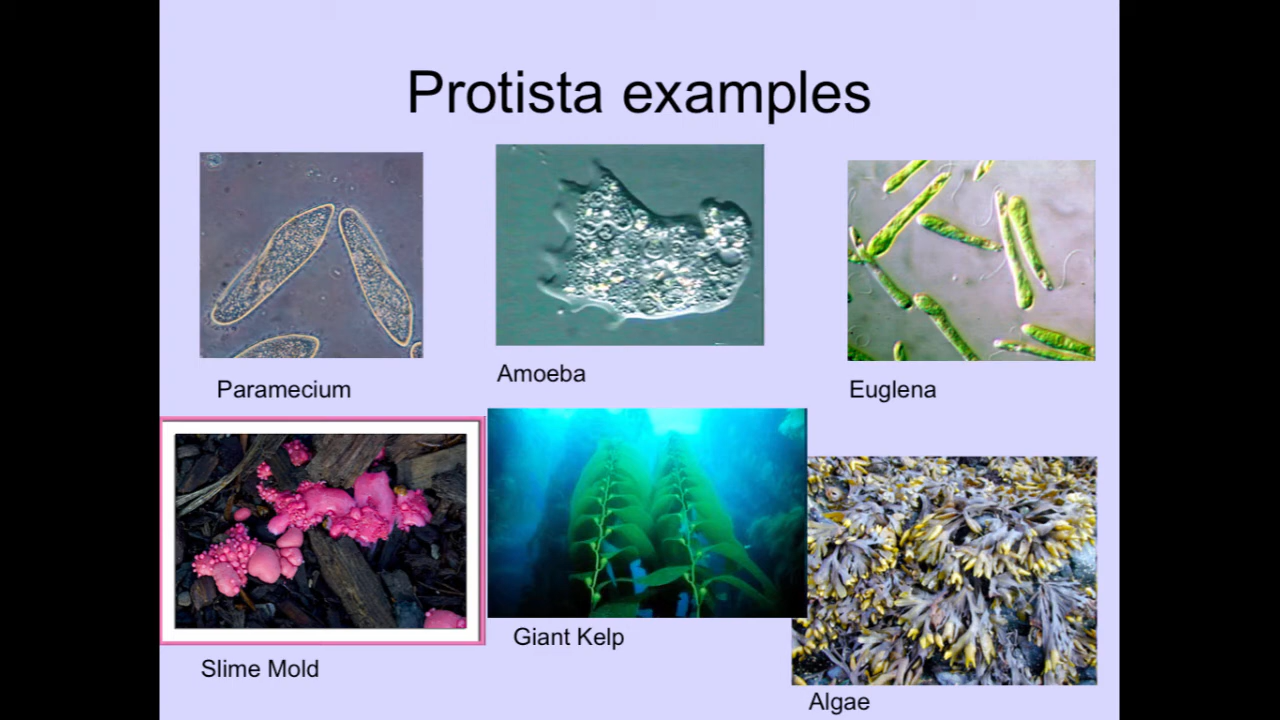 Protista examples
Paramecium
Amoeba
Euglena
Slime Mold
Giant Kelp
Algae